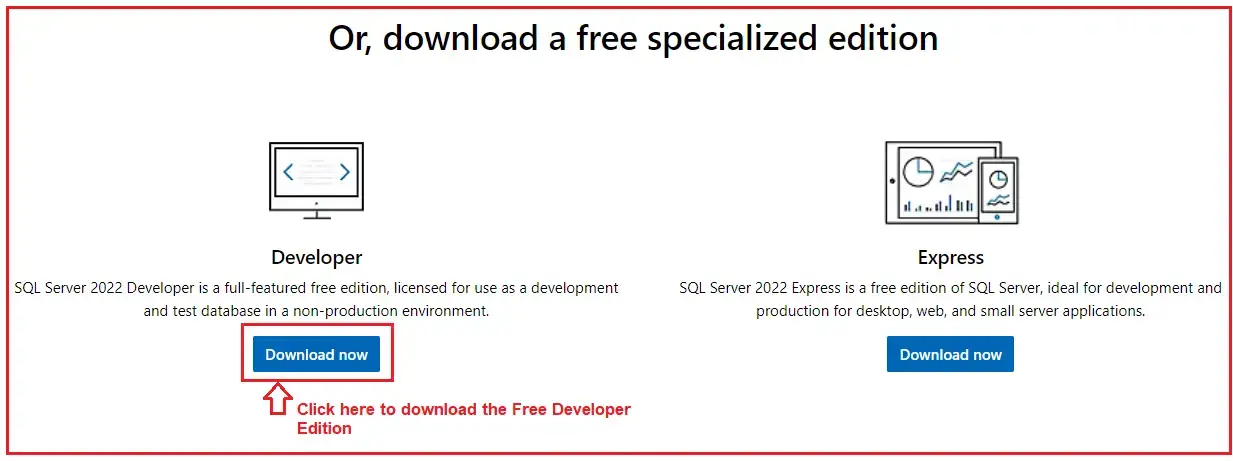 Or, download a free specialized edition
Developer
SQL Server 2022 Developer is a full-featured free edition, licensed for use as a development
and test database in a non-production environment.
Download now
Click here to download the Free Developer
Edition
Express
SQL Server 2022 Express is a free edition of SQL Server, ideal for development and
production for desktop, web, and small server applications.
Download now